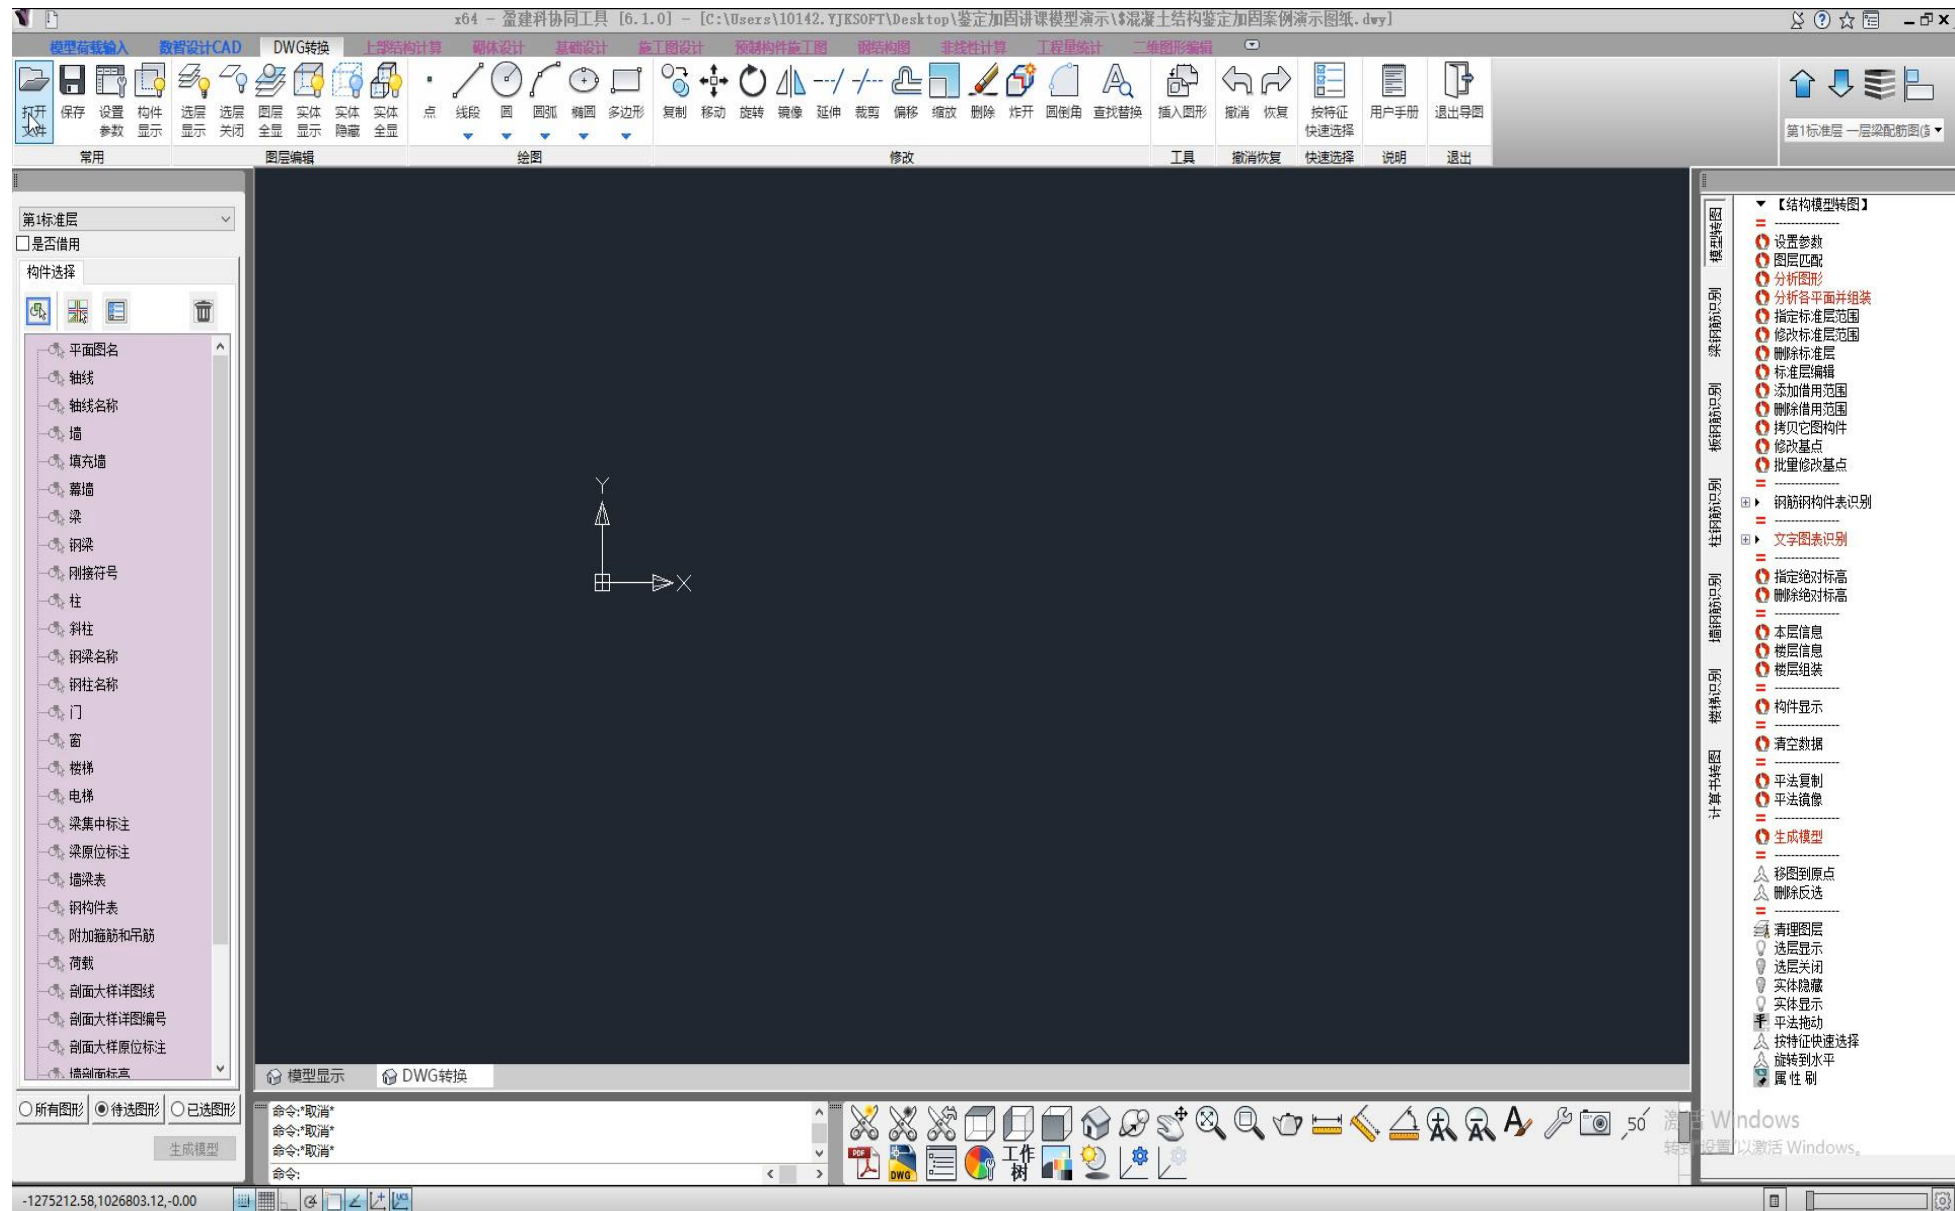 x64 - 盈建科协同工具 [6.1.0] - [C:\Users\10142.YJKSOFT\Desktop\鉴定加固讲课模型演示\$混凝土结构鉴定加固案例演示图纸.dwy]
模型荷载输入 数智设计CAD DWG转换 上部结构计算 砌体设计 基础设计 施工图设计 预制构件施工图 钢结构图 非线性计算 工程量统计 二维图形编辑
打开文件 保存 设置参数 构件显示 选层显示 选层关闭 图层全显 实体显示 实体隐藏 实体全显 点 线段 圆 圆弧 椭圆 多边形 复制 移动 旋转 镜像 延伸 裁剪 偏移 缩放 删除 炸开 圆倒角 查找替换 插入图形 撤消 恢复 按特征快速选择 用户手册 退出导图
常用 图层编辑 绘图 修改 工具 撤消恢复 快速选择 说明 退出
第1标准层 一层梁配筋图(
第1标准层
是否借用
构件选择
平面图名
轴线
轴线名称
墙
填充墙
幕墙
梁
钢梁
刚接符号
柱
斜柱
钢梁名称
钢柱名称
门
窗
楼梯
电梯
梁集中标注
梁原位标注
墙梁表
钢构件表
附加箍筋和吊筋
荷载
剖面大样详图线
剖面大样详图编号
剖面大样原位标注
墙剖面标高
所有图形 待选图形 已选图形
生成模型
Y
X
模型显示 DWG转换
命令:*取消*
命令:*取消*
命令:*取消*
命令:
PDF DWG 工作树 50
模型转图
梁钢筋识别
板钢筋识别
柱钢筋识别
墙钢筋识别
楼梯识别
计算书转图
【结构模型转图】
设置参数
图层匹配
分析图形
分析各平面并组装
指定标准层范围
修改标准层范围
删除标准层
标准层编辑
添加借用范围
删除借用范围
拷贝它图构件
修改基点
批里修改基点
钢筋钢构件表识别
文字图表识别
指定绝对标高
删除绝对标高
本层信息
楼层信息
楼层组装
构件显示
清空数据
平法复制
平法镜像
生成模型
移图到原点
删除反选
清理图层
选层显示
选层关闭
实体隐藏
实体显示
平法拖动
按特征快速选择
旋转到水平
属性刷
Windows
设置"以激活 Windows。
-1275212.58,1026803.12,-0.00